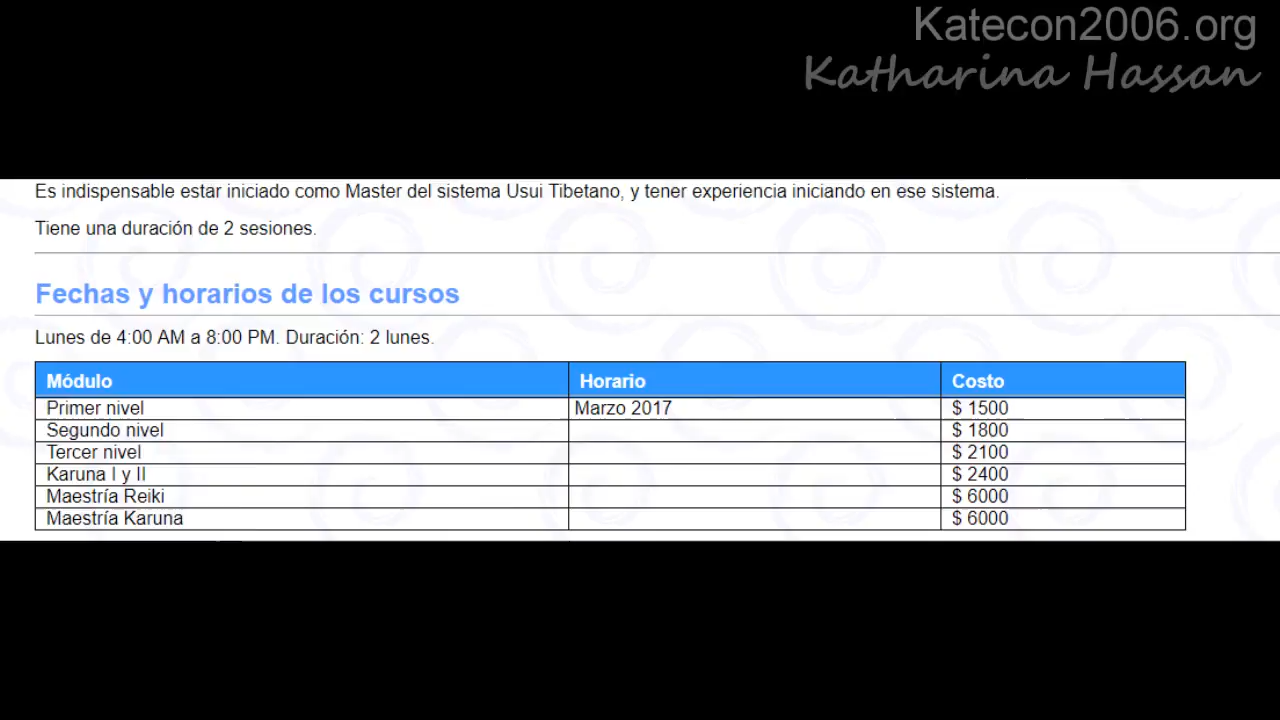 Katecon2006.org
Katharina Hassan
Es indispensable estar iniciado como Master del sistema Usui Tibetano, y tener experiencia iniciando en ese sistema.
Tiene una duración de 2 sesiones.
Fechas y horarios de los cursos
Lunes de 4:00 AM a 8:00 PM. Duración: 2 lunes.
Módulo Horario Costo
Primer nivel Marzo 2017 $ 1500
Segundo nivel $ 1800
Tercer nivel $ 2100
Karuna I y II $ 2400
Maestría Reiki $ 6000
Maestría Karuna $ 6000